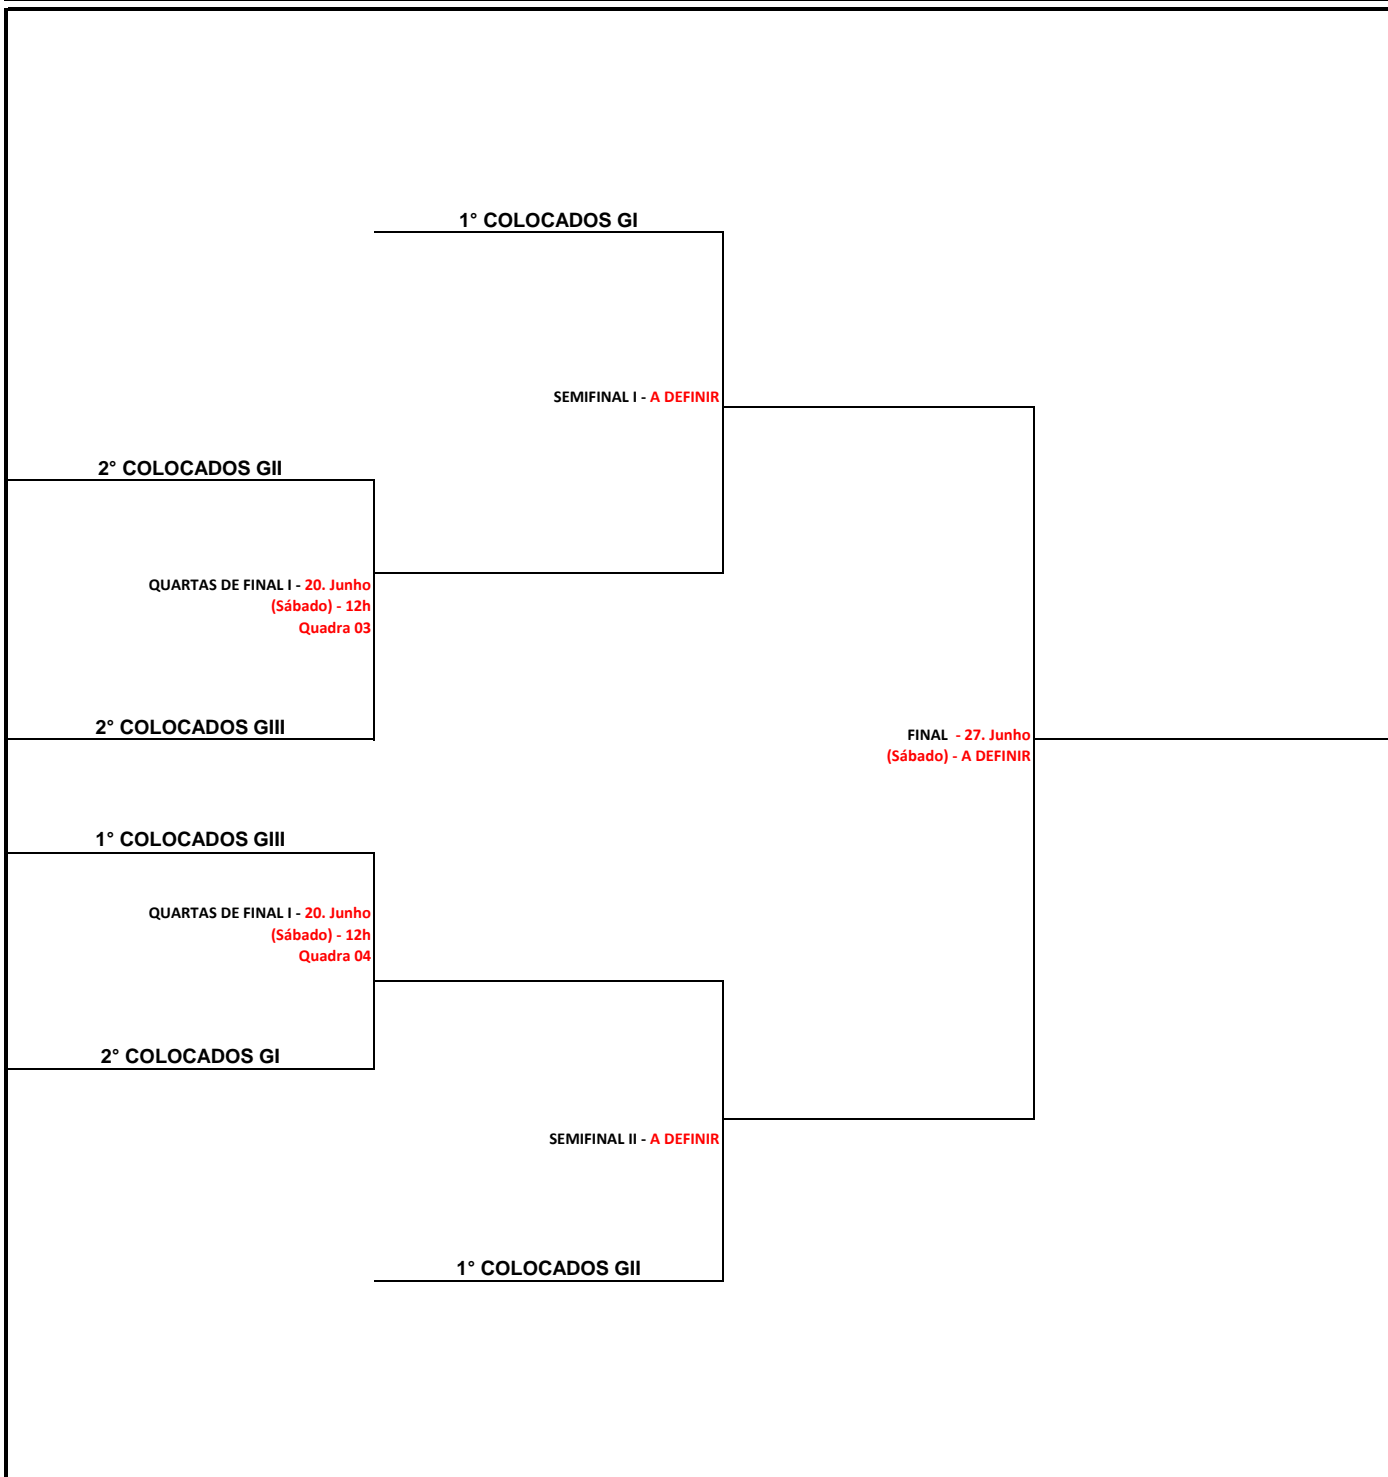 1° COLOCADOS GI
SEMIFINAL I - A DEFINIR
2° COLOCADOS GII
QUARTAS DE FINAL I - 20. Junho
(Sábado) - 12h
Quadra 03
2° COLOCADOS GIII
FINAL  - 27. Junho
(Sábado) - A DEFINIR
1° COLOCADOS GIII
QUARTAS DE FINAL I - 20. Junho
(Sábado) - 12h
Quadra 04
2° COLOCADOS GI
SEMIFINAL II - A DEFINIR
1° COLOCADOS GII